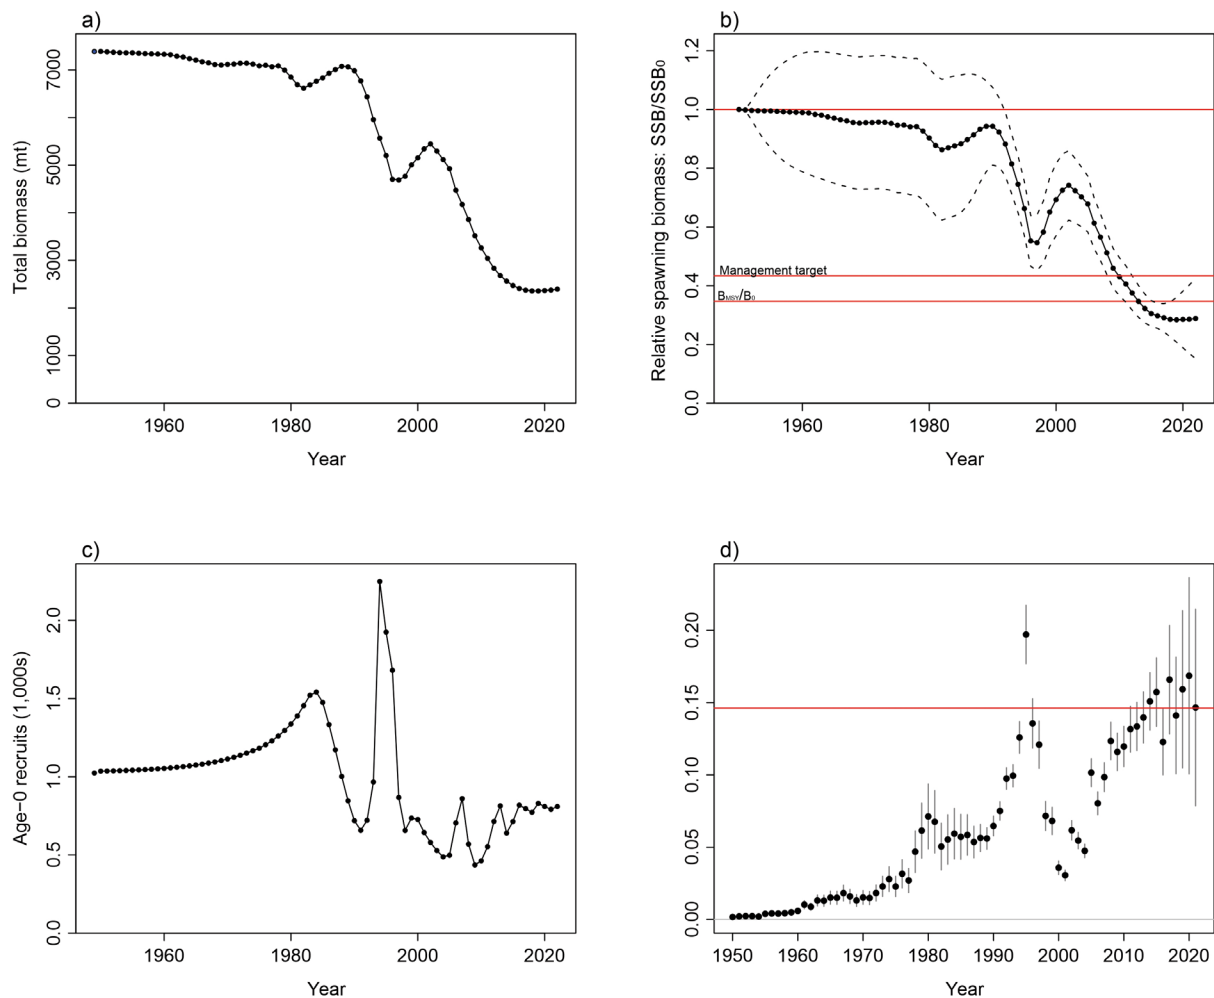 a)
Total biomass (mt)
7000
5000
3000
1000
0
1960 1980 2000 2020
Year
b)
Relative spawning biomass: SSB/SSB₀
1.2
1.0
0.8
0.6
0.4
0.2
0.0
Management target
BMSY/B₀
1960 1980 2000 2020
Year
c)
Age−0 recruits (1,000s)
2.0
1.5
1.0
0.5
0.0
1960 1980 2000 2020
Year
d)
0.20
0.15
0.10
0.05
0.00
1950 1960 1970 1980 1990 2000 2010 2020
Year